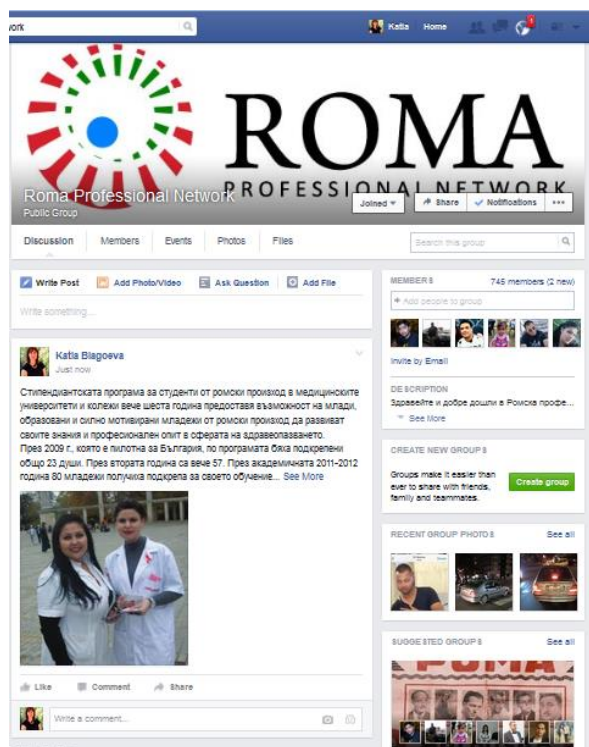 ork
Katia Home
1
ROMA
PROFESSIONAL NETWORK
Roma Professional Network
Public Group
Joined Share Notifications
Discussion Members Events Photos Files
Search this group
Write Post Add Photo/Video Ask Question Add File
Write something...
Katia Blagoeva
Just now
Стипендиантската програма за студенти от ромски произход в медицинските
университети и колежи вече шеста година предоставя възможност на млади,
образовани и силно мотивирани младежи от ромски произход да развиват
своите знания и професионален опит в сферата на здравеопазването.
През 2009 г., която е пилотна за България, по програмата бяха подкрепени
общо 23 души. През втората година са вече 57. През академичната 2011-2012
година 80 младежи получиха подкрепа за своето обучение... See More
Like Comment Share
Write a comment...
MEMBERS 745 members (2 new)
Add people to group
Invite by Email
DESCRIPTION
Здравейте и добре дошли в Ромска профе...
See More
CREATE NEW GROUPS
Groups make it easier than
ever to share with friends,
family and teammates.
Create group
RECENT GROUP PHOTOS See all
SUGGESTED GROUPS See all